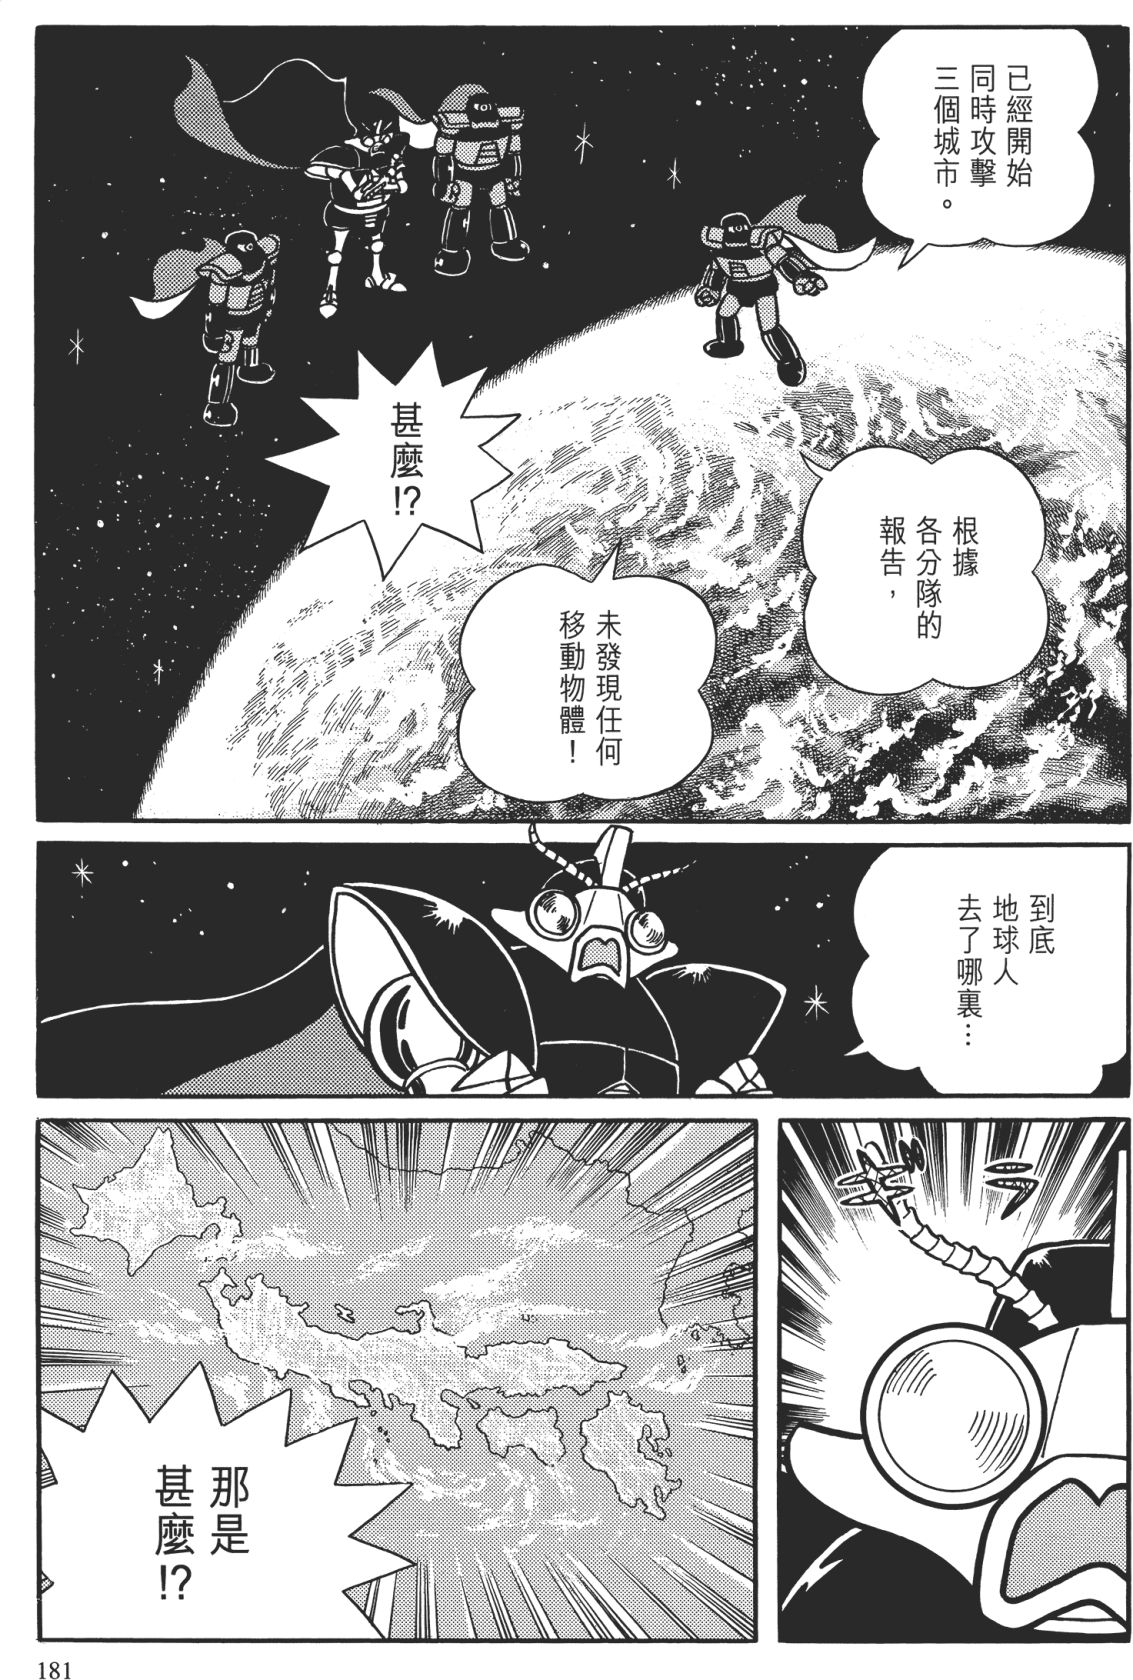 已經開始
同時攻擊
三個城市。
根據
各分隊的
報告，
未發現任何
移動物體！
甚麼!?
到底
地球人
去了哪裏…
那是
甚麼!?
181